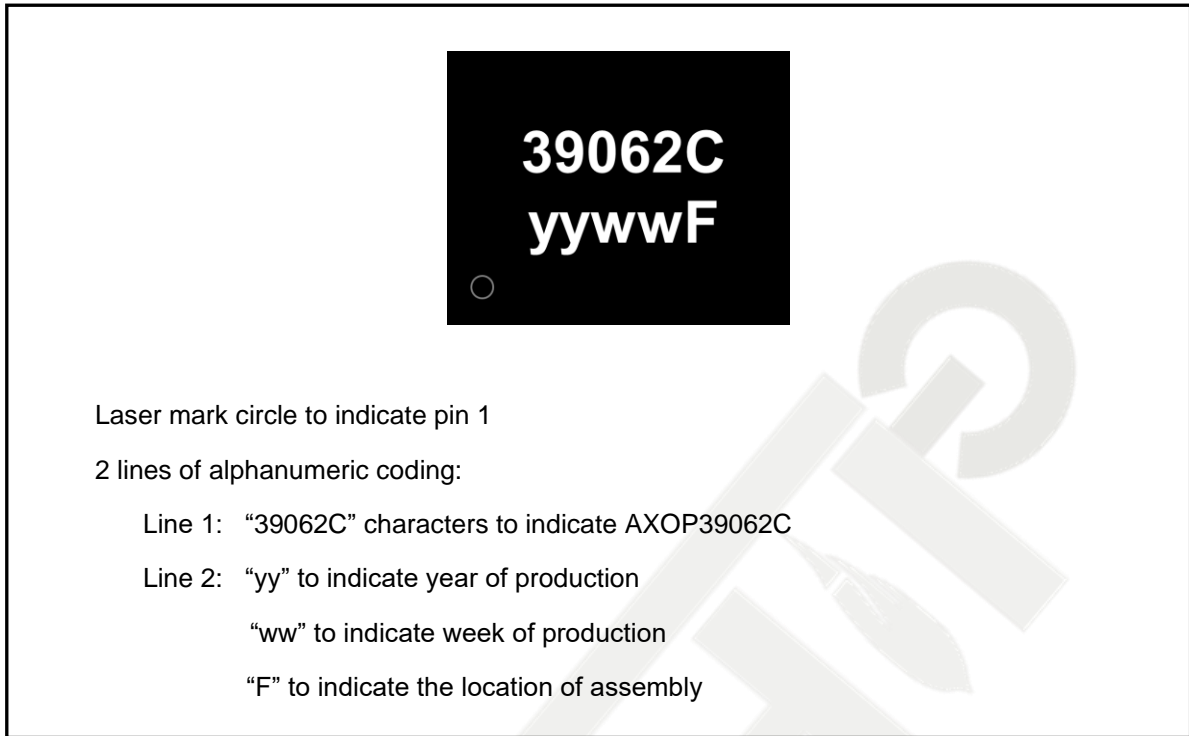 39062C
yywwF
Laser mark circle to indicate pin 1
2 lines of alphanumeric coding:
Line 1: “39062C” characters to indicate AXOP39062C
Line 2: “yy” to indicate year of production
“ww” to indicate week of production
“F” to indicate the location of assembly